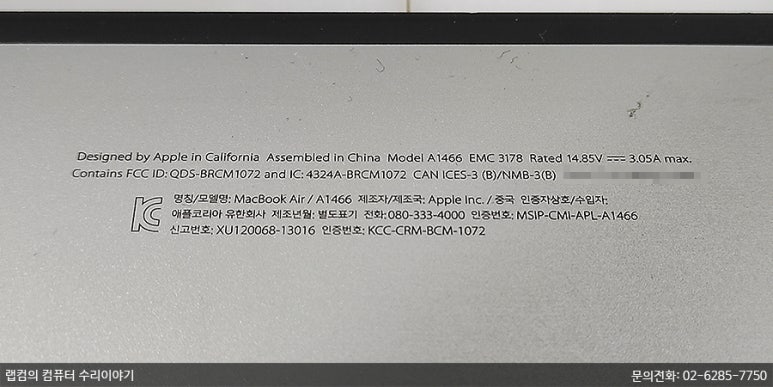 Designed by Apple in California Assembled in China Model A1466 EMC 3178 Rated 14.85V ⎓ 3.05A max.
Contains FCC ID: QDS-BRCM1072 and IC: 4324A-BRCM1072 CAN ICES-3 (B)/NMB-3(B)
명칭/모델명: MacBook Air / A1466 제조자/제조국: Apple Inc. / 중국 인증자상호/수입자:
애플코리아 유한회사 제조년월: 별도표기 전화:080-333-4000 인증번호: MSIP-CMI-APL-A1466
신고번호: XU120068-13016 인증번호: KCC-CRM-BCM-1072
랩컴의 컴퓨터 수리이야기 문의전화: 02-6285-7750